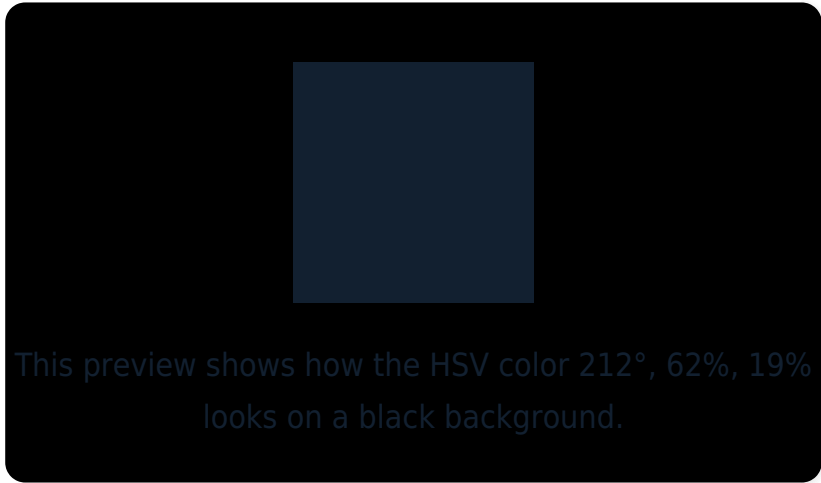 This preview shows how the HSV color 212°, 62%, 19%
looks on a black background.